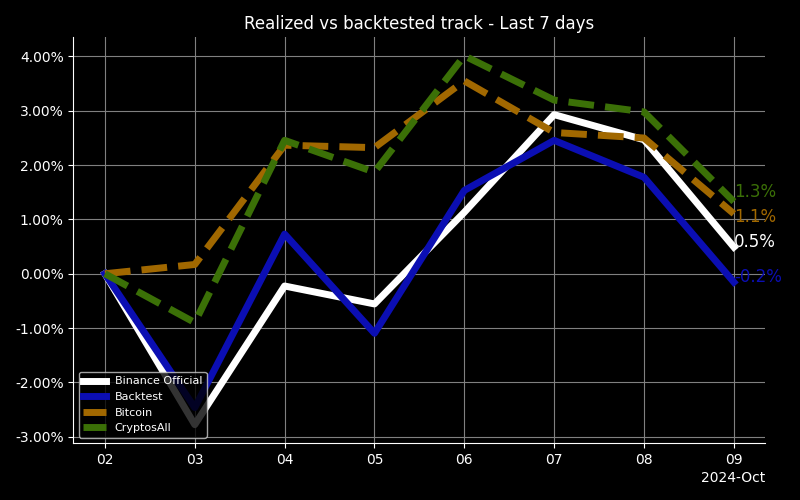 Realized vs backtested track - Last 7 days
4.00%
3.00%
2.00%
1.00%
0.00%
-1.00%
-2.00%
-3.00%
1.3%
1.1%
0.5%
-0.2%
Binance Official
Backtest
Bitcoin
CryptosAll
02 03 04 05 06 07 08 09
2024-Oct